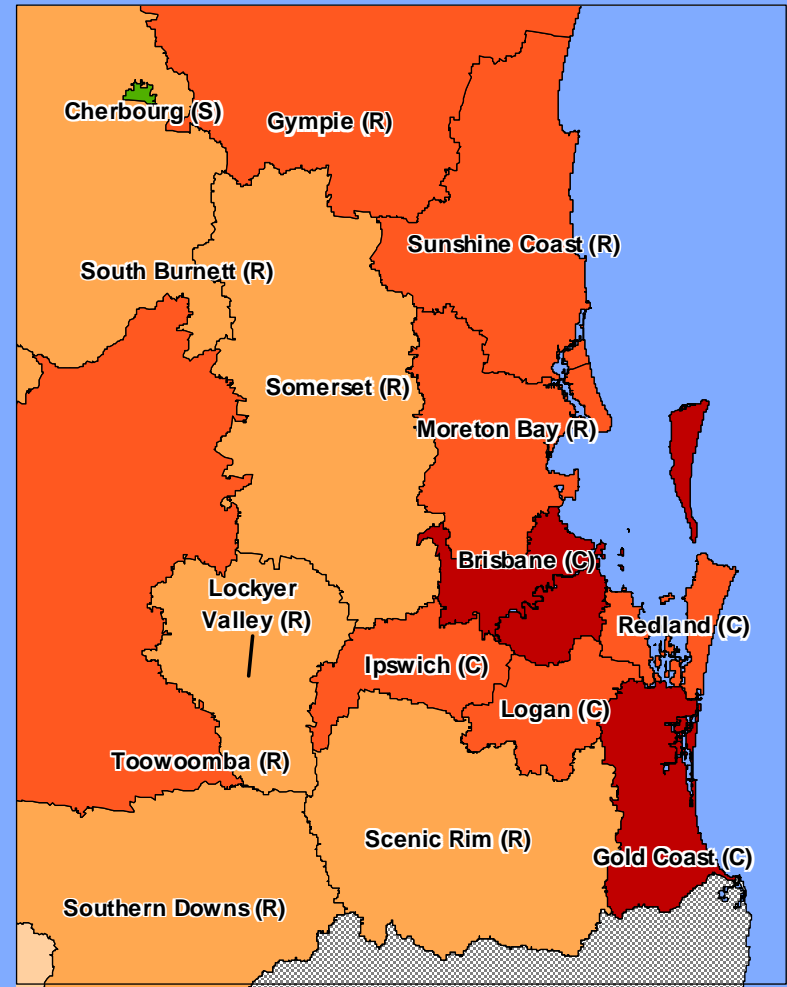 Cherbourg (S)
Gympie (R)
Sunshine Coast (R)
South Burnett (R)
Somerset (R)
Moreton Bay (R)
Brisbane (C)
Lockyer
Valley (R)
Redland (C)
Ipswich (C)
Logan (C)
Toowoomba (R)
Scenic Rim (R)
Gold Coast (C)
Southern Downs (R)